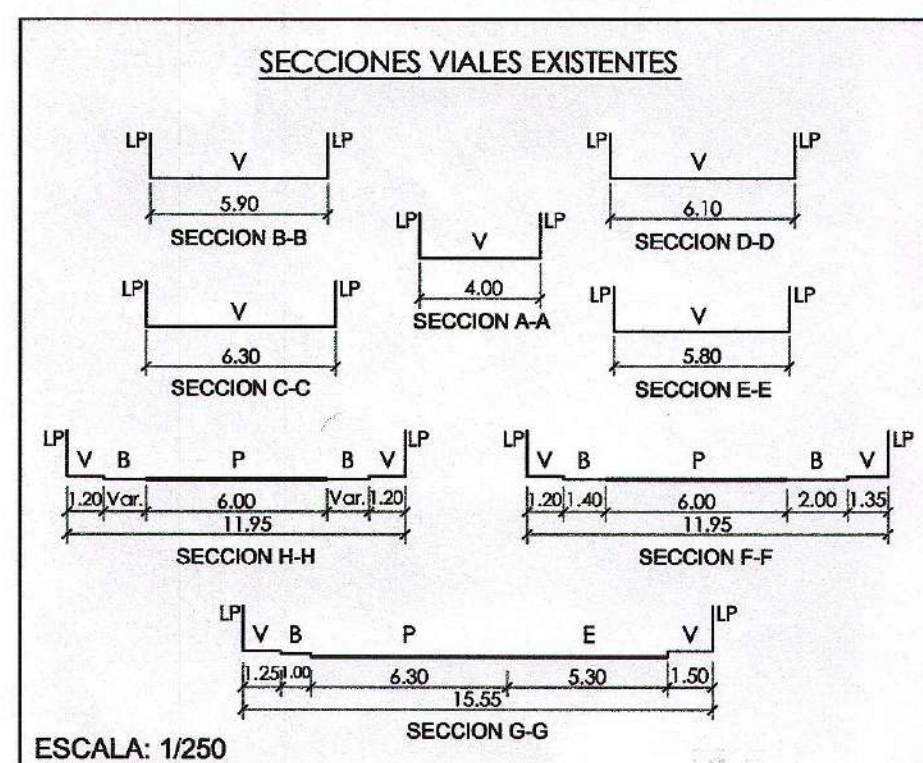 SECCIONES VIALES EXISTENTES
LP V LP
5.90
SECCION B-B
LP V LP
6.10
SECCION D-D
LP V LP
4.00
SECCION A-A
LP V LP
6.30
SECCION C-C
LP V LP
5.80
SECCION E-E
LP V B P B V LP
1.20 Var. 6.00 Var. 1.20
11.95
SECCION H-H
LP V B P B V LP
1.20 1.40 6.00 2.00 1.35
11.95
SECCION F-F
LP V B P E V LP
1.25 1.00 6.30 5.30 1.50
15.55
SECCION G-G
ESCALA: 1/250